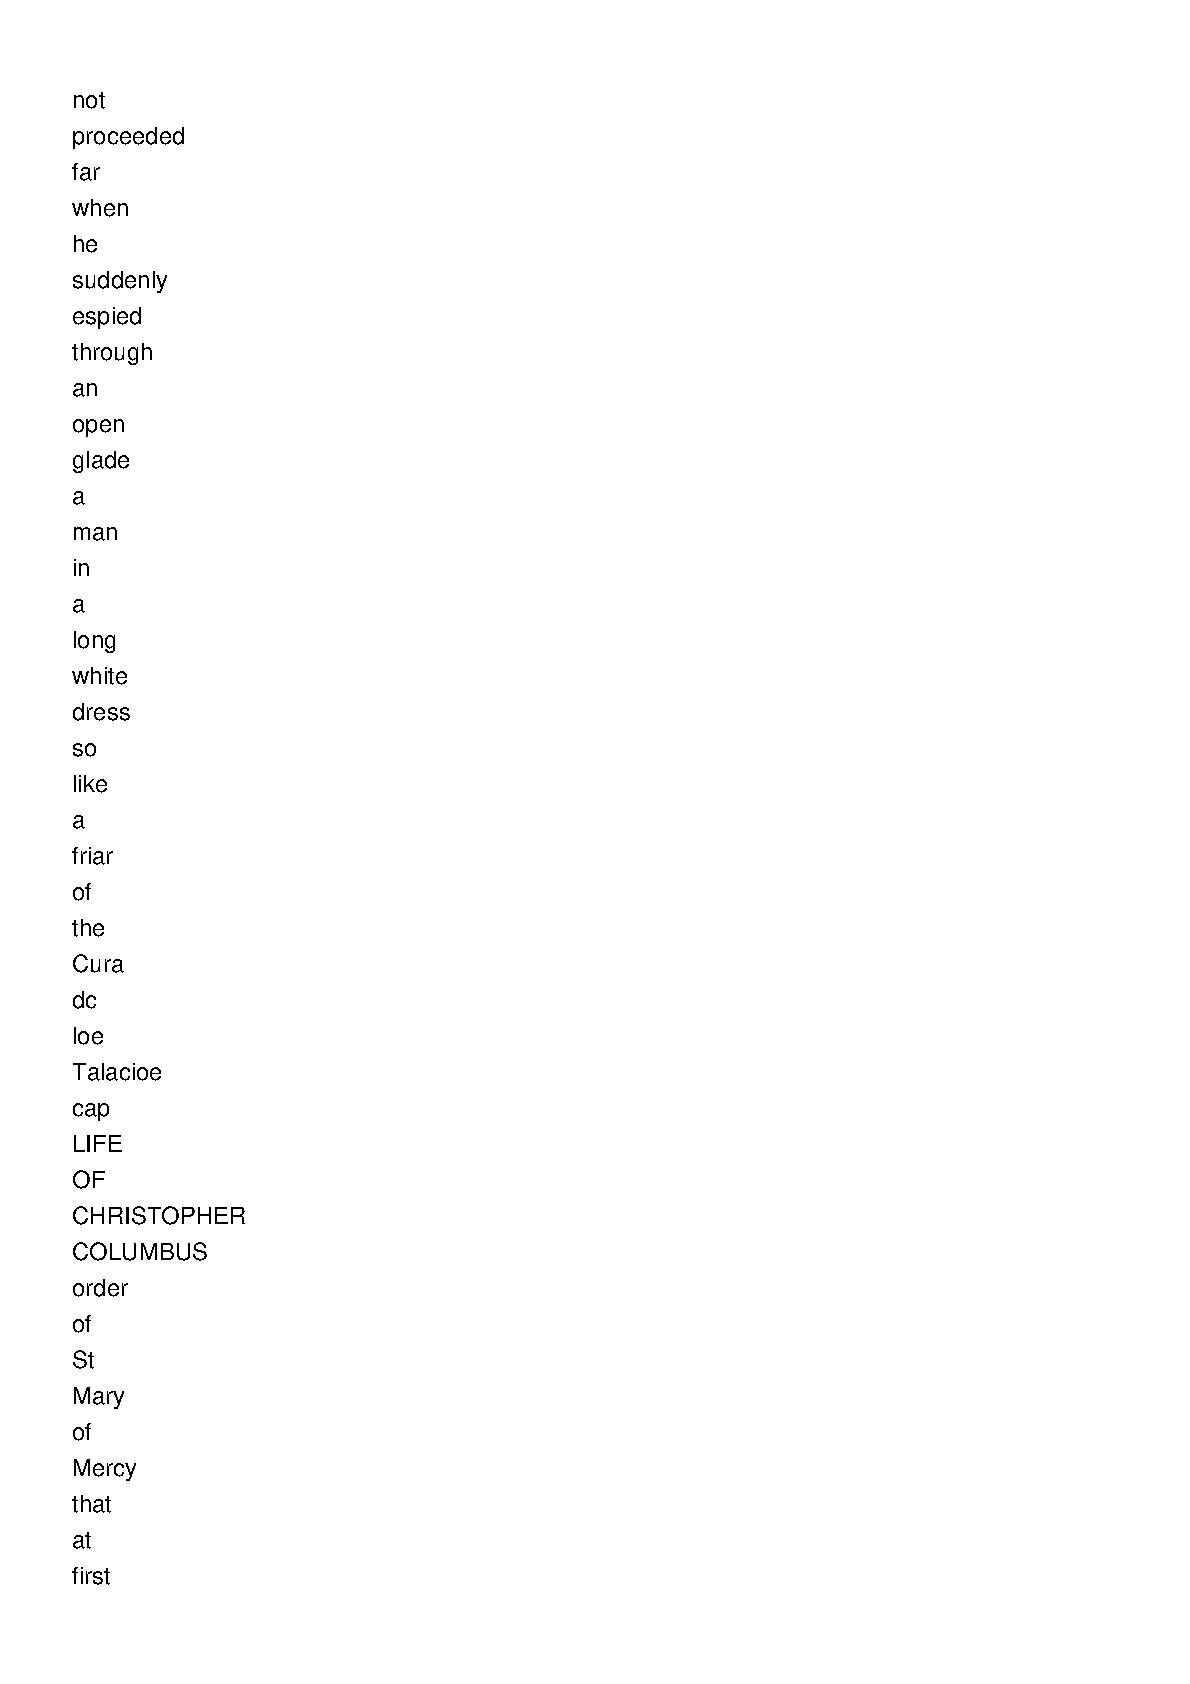 not
proceeded
far
when
he
suddenly
espied
through
an
open
glade
a
man
in
a
long
white
dress
so
like
a
friar
of
the
Cura
dc
loe
Talacioe
cap
LIFE
OF
CHRISTOPHER
COLUMBUS
order
of
St
Mary
of
Mercy
that
at
first